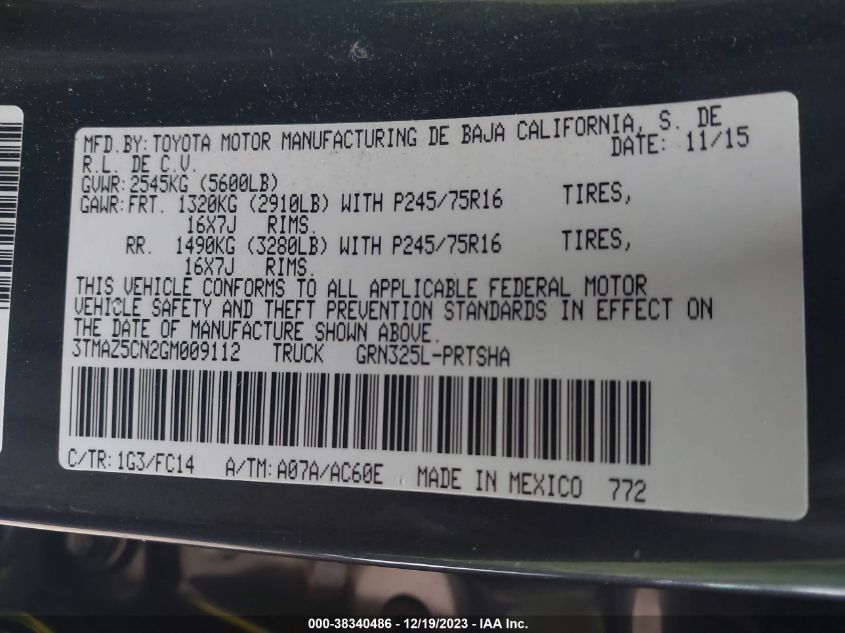 MFD.BY:TOYOTA MOTOR MANUFACTURING DE BAJA CALIFORNIA, S. DE
R.L. DE C.V. DATE: 11/15
GVWR:2545KG (5600LB)
GAWR:FRT. 1320KG (2910LB) WITH P245/75R16 TIRES,
16X7J RIMS.
RR. 1490KG (3280LB) WITH P245/75R16 TIRES,
16X7J RIMS.
THIS VEHICLE CONFORMS TO ALL APPLICABLE FEDERAL MOTOR
VEHICLE SAFETY AND THEFT PREVENTION STANDARDS IN EFFECT ON
THE DATE OF MANUFACTURE SHOWN ABOVE.
3TMAZ5CN2GM009112 TRUCK GRN325L-PRTSHA
C/TR:1G3/FC14 A/TM:A07A/AC60E MADE IN MEXICO 772
000-38340486 - 12/19/2023 - IAA Inc.